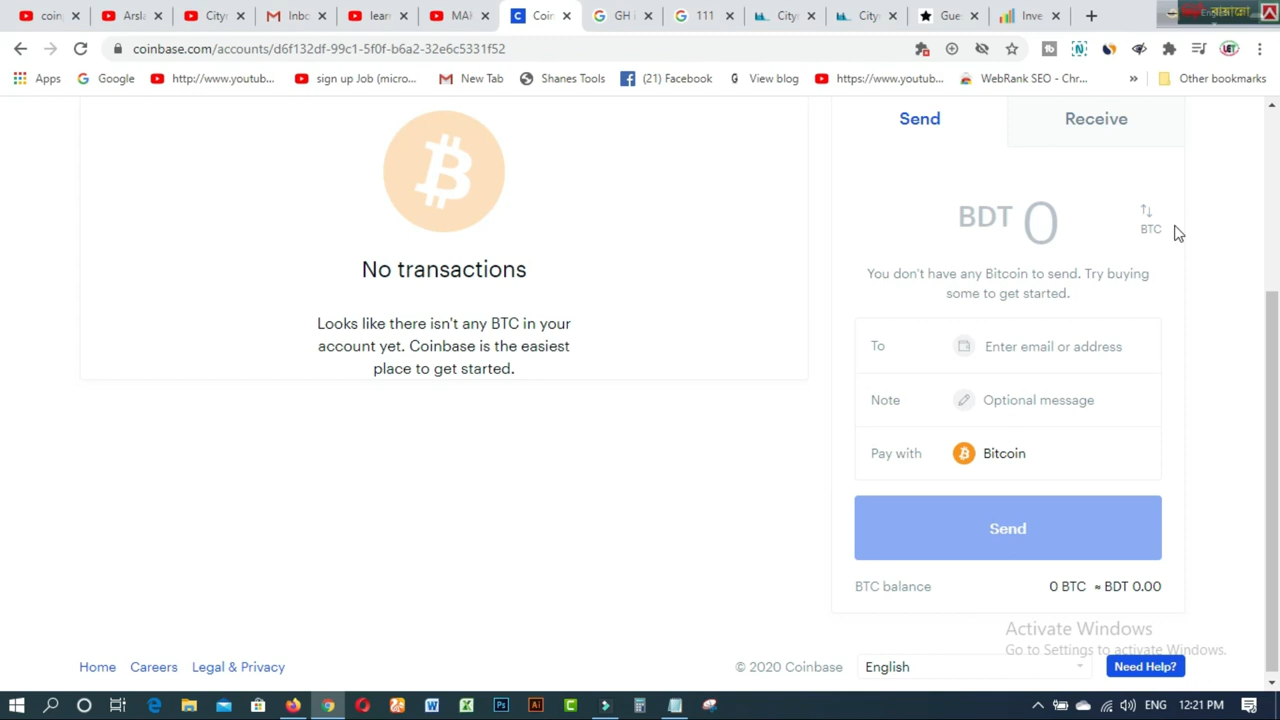 coin
Arsla
City
Inbo
learn
MA
Coin
GH i
111
City
City
Gue
Inve
coinbase.com/accounts/d6f132df-99c1-5f0f-b6a2-32e6c5331f52
Apps
Google
http://www.youtub...
sign up Job (micro...
New Tab
Shanes Tools
(21) Facebook
View blog
https://www.youtub...
WebRank SEO - Chr...
»
Other bookmarks
Send
Receive
BDT 0
BTC
No transactions
You don't have any Bitcoin to send. Try buying
some to get started.
Looks like there isn't any BTC in your
account yet. Coinbase is the easiest
place to get started.
To Enter email or address
Note Optional message
Pay with Bitcoin
Send
BTC balance 0 BTC ≈ BDT 0.00
Activate Windows
Go to Settings to activate Windows.
Home
Careers
Legal & Privacy
© 2020 Coinbase
English
Need Help?
ENG
12:21 PM